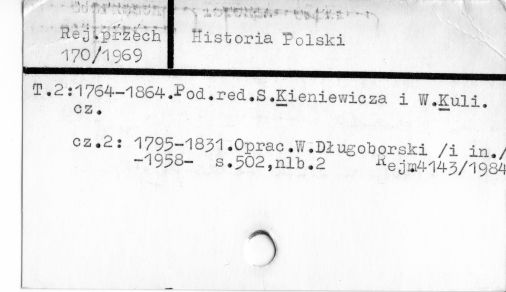 Rej.przech Historia Polski
170/1969
T.2:1764-1864.Pod.red.S.Kieniewicza i W.Kuli.
cz.
cz.2: 1795-1831.Oprac.W.Długoborski /i in./
-1958- s.502,nlb.2 Rejm4143/1984